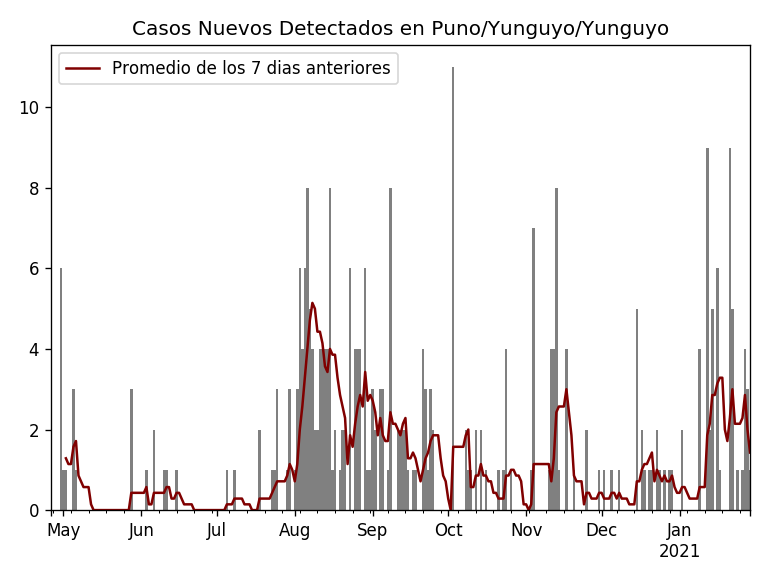 Casos Nuevos Detectados en Puno/Yunguyo/Yunguyo
Promedio de los 7 dias anteriores
10
8
6
4
2
0
May Jun Jul Aug Sep Oct Nov Dec Jan
2021